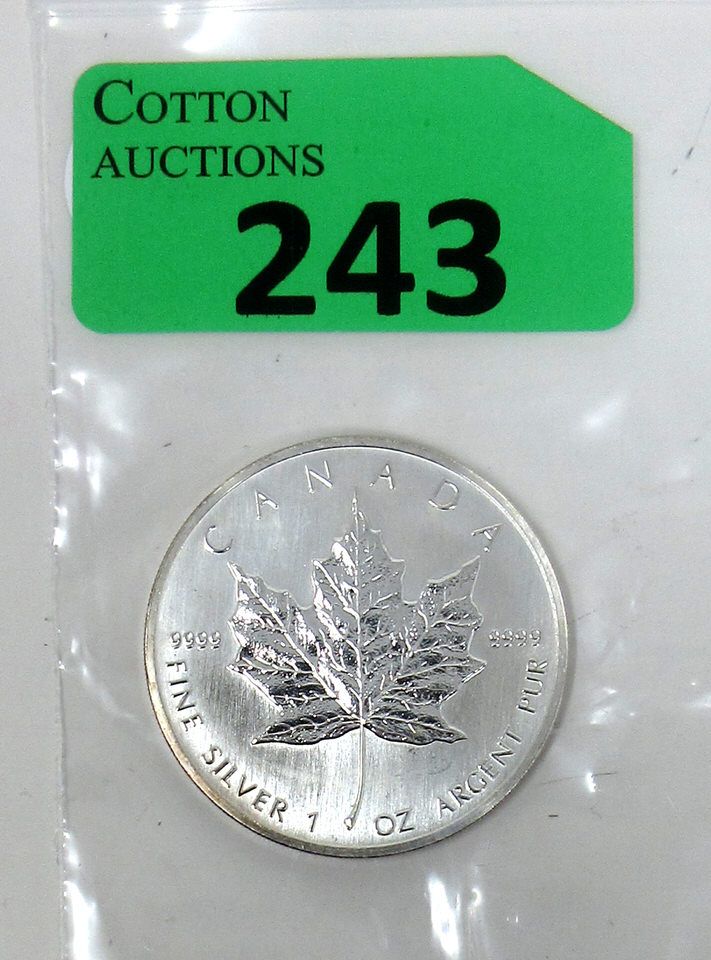 COTTON
AUCTIONS
243
CANADA
9999 9999
FINE SILVER 1 OZ ARGENT PUR